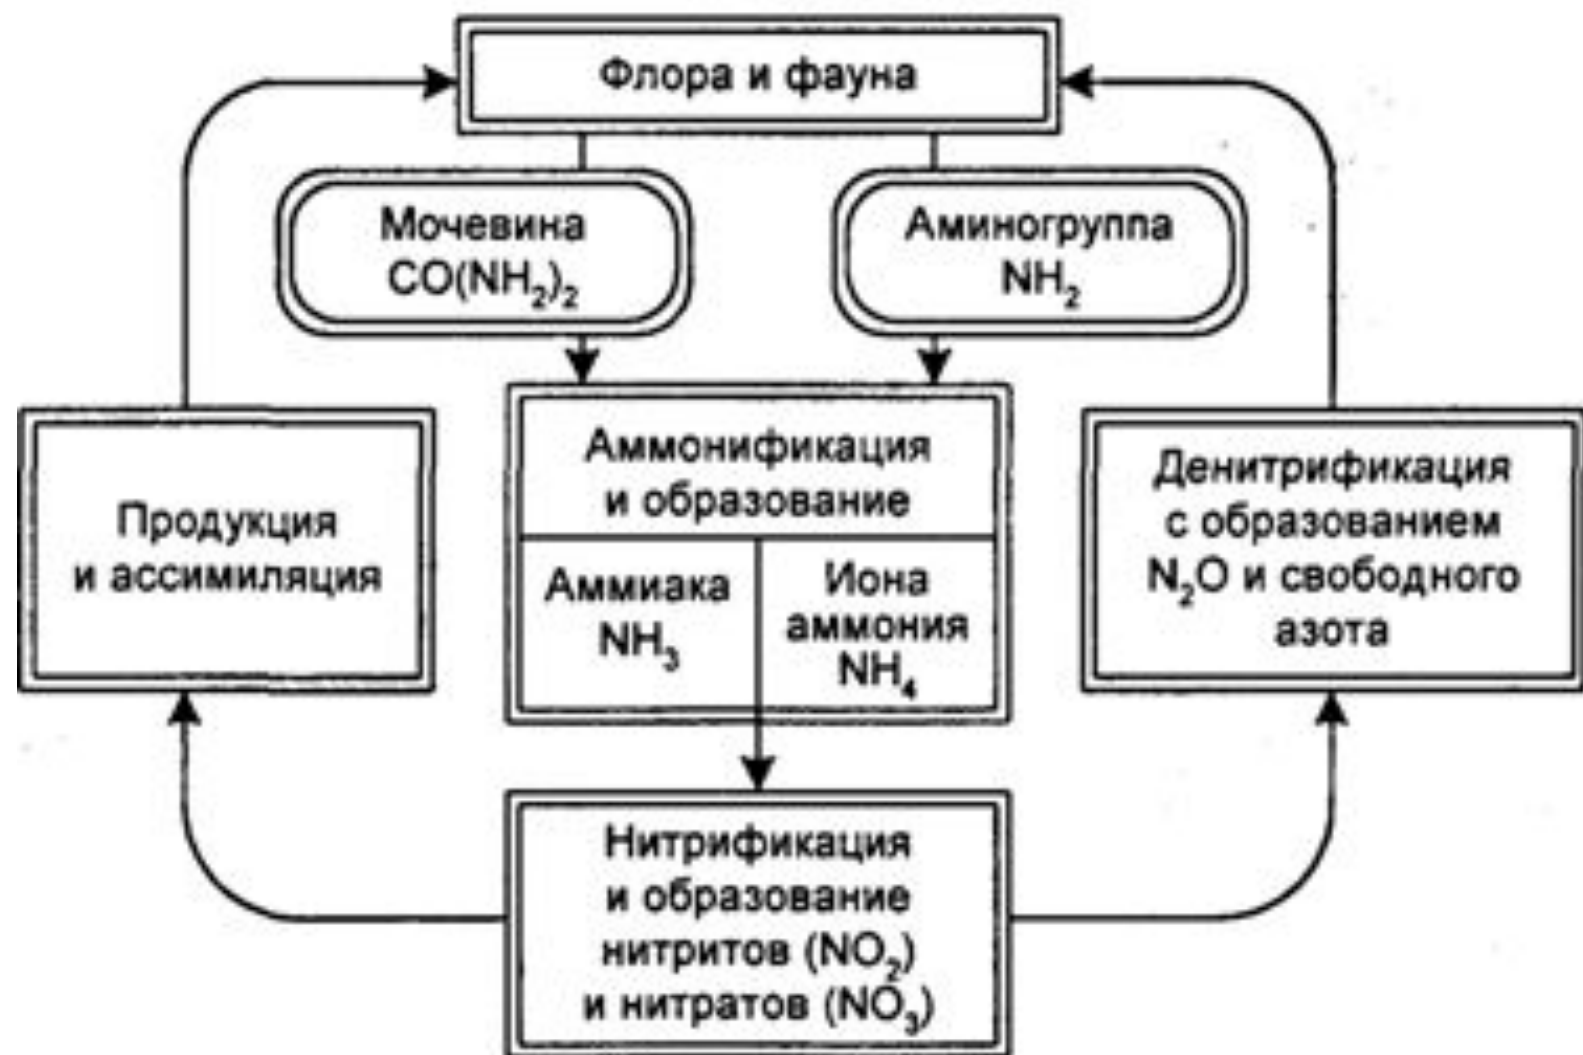 Флора и фауна
Мочевина
CO(NH₂)₂
Аминогруппа
NH₂
Продукция
и ассимиляция
Аммонификация
и образование
Аммиака
NH₃
Иона
аммония
NH₄
Денитрификация
с образованием
N₂O и свободного
азота
Нитрификация
и образование
нитритов (NO₂)
и нитратов (NO₃)